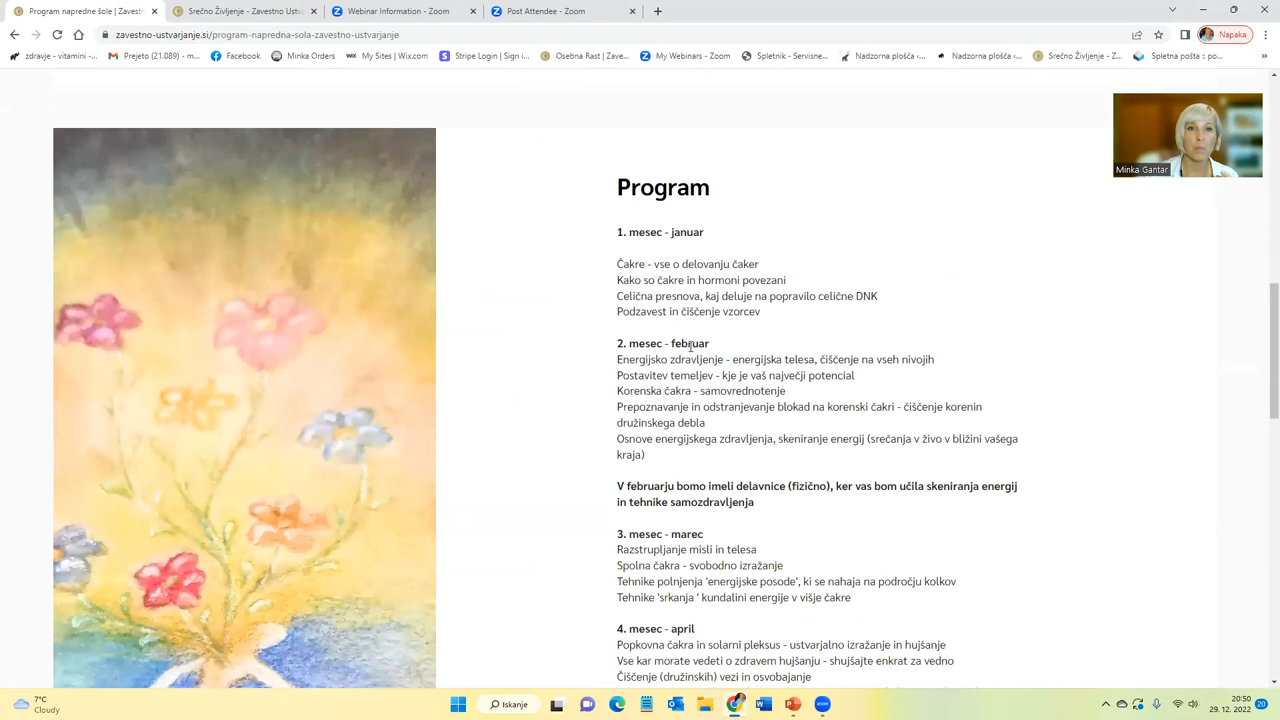 Program napredne šole | Zavest
Srečno Življenje - Zavestno Ustv
Webinar Information - Zoom
Post Attendee - Zoom
zavestno-ustvarjanje.si/program-napredna-sola-zavestno-ustvarjanje
Napaka
zdravje - vitamini -...
Prejeto (21.089) - m...
Facebook
Minka Orders
My Sites | Wix.com
Stripe Login | Sign i...
Osebna Rast | Zave...
My Webinars - Zoom
Spletnik - Servisne...
Nadzorna plošča ‹...
Nadzorna plošča ‹...
Srečno Življenje - Z...
Spletna pošta :: po...
Minka Gantar
Program
1. mesec - januar
Čakre - vse o delovanju čaker
Kako so čakre in hormoni povezani
Celična presnova, kaj deluje na popravilo celične DNK
Podzavest in čiščenje vzorcev
2. mesec - februar
Energijsko zdravljenje - energijska telesa, čiščenje na vseh nivojih
Postavitev temeljev - kje je vaš največji potencial
Korenska čakra - samovrednotenje
Prepoznavanje in odstranjevanje blokad na korenski čakri - čiščenje korenin
družinskega debla
Osnove energijskega zdravljenja, skeniranje energij (srečanja v živo v bližini vašega
kraja)
V februarju bomo imeli delavnice (fizično), ker vas bom učila skeniranja energij
in tehnike samozdravljenja
3. mesec - marec
Razstrupljanje misli in telesa
Spolna čakra - svobodno izražanje
Tehnike polnjenja 'energijske posode', ki se nahaja na področju kolkov
Tehnike 'srkanja ' kundalini energije v višje čakre
4. mesec - april
Popkovna čakra in solarni pleksus - ustvarjalno izražanje in hujšanje
Vse kar morate vedeti o zdravem hujšanju - shujšajte enkrat za vedno
Čiščenje (družinskih) vezi in osvobajanje
7°C
Cloudy
Iskanje
20:50
29. 12. 2022
20